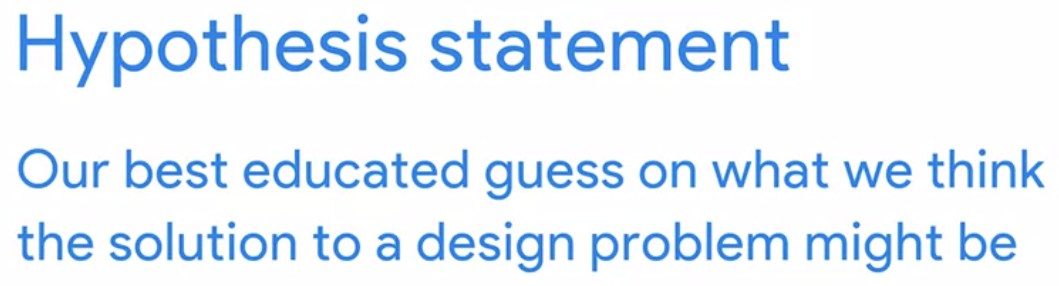 Hypothesis statement
Our best educated guess on what we think
the solution to a design problem might be